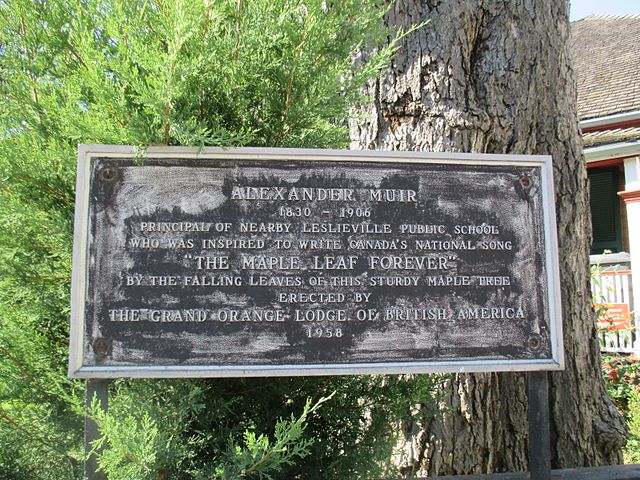 ALEXANDER MUIR
1830 – 1906
PRINCIPAL OF NEARBY LESLIEVILLE PUBLIC SCHOOL
WHO WAS INSPIRED TO WRITE CANADA'S NATIONAL SONG
"THE MAPLE LEAF FOREVER"
BY THE FALLING LEAVES OF THIS STURDY MAPLE TREE
ERECTED BY
THE GRAND ORANGE LODGE OF BRITISH AMERICA
1958